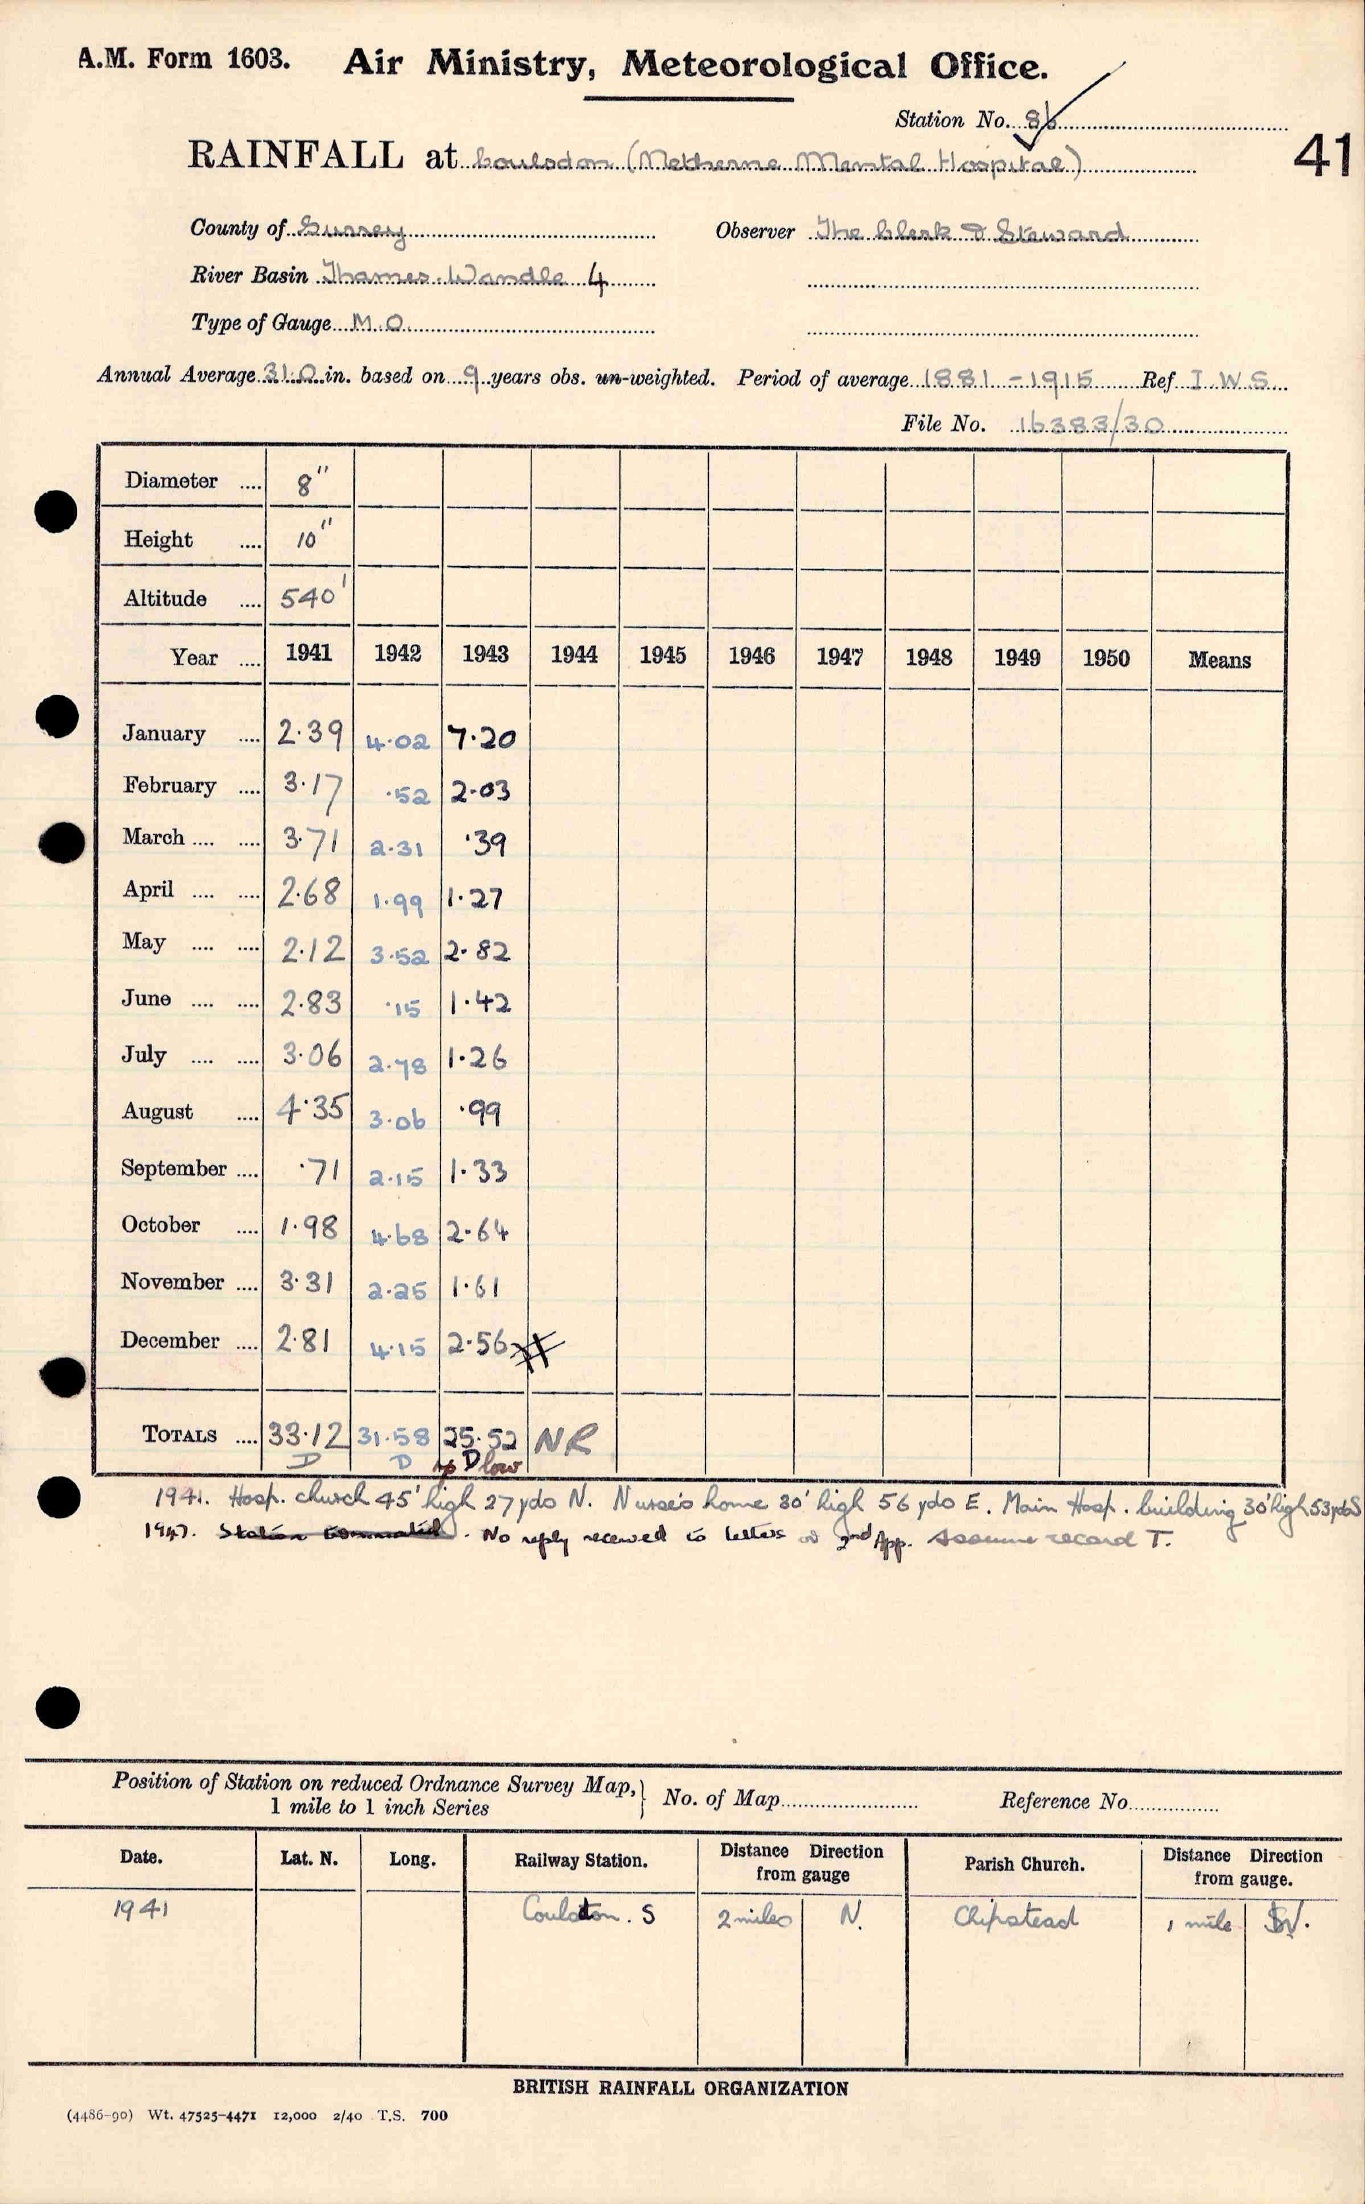 A.M. Form 1603. Air Ministry, Meteorological Office.
Station No. 86
41
RAINFALL at Coulsdon (Netherne Mental Hospital)
County of Surrey Observer The Clerk & Steward
River Basin Thames. Wandle 4
Type of Gauge M.O.
Annual Average 31.0 in. based on 9 years obs. un-weighted. Period of average 1881 - 1915 Ref I.W.S.
File No. 16383/30
Diameter .... 8"
Height .... 10"
Altitude .... 540'
Year .... 1941 1942 1943 1944 1945 1946 1947 1948 1949 1950 Means
January .... 2.39 4.02 7.20
February .... 3.17 .52 2.03
March .... .... 3.71 2.31 .39
April .... .... 2.68 1.99 1.27
May .... .... 2.12 3.52 2.82
June .... .... 2.83 .15 1.42
July .... .... 3.06 2.78 1.26
August .... 4.35 3.06 .99
September .... .71 2.15 1.33
October .... 1.98 4.68 2.64
November .... 3.31 2.25 1.61
December .... 2.81 4.15 2.56
TOTALS .... 33.12 31.58 25.52 NR
D D D low
1941. Hosp. church 45' high 27 yds N. Nurse's home 30' high 56 yds E. Main Hosp. building 30' high 53 yds S
1947. Station terminated. No reply received to letters or 2nd App. Assume record T.
Position of Station on reduced Ordnance Survey Map, } No. of Map Reference No.
1 mile to 1 inch Series
Date. Lat. N. Long. Railway Station. Distance Direction from gauge Parish Church. Distance Direction from gauge.
1941 Coulsdon. S 2 miles N. Chipstead 1 mile W.
BRITISH RAINFALL ORGANIZATION
(4486-90) Wt. 47525-4471 12,000 2/40 T.S. 700